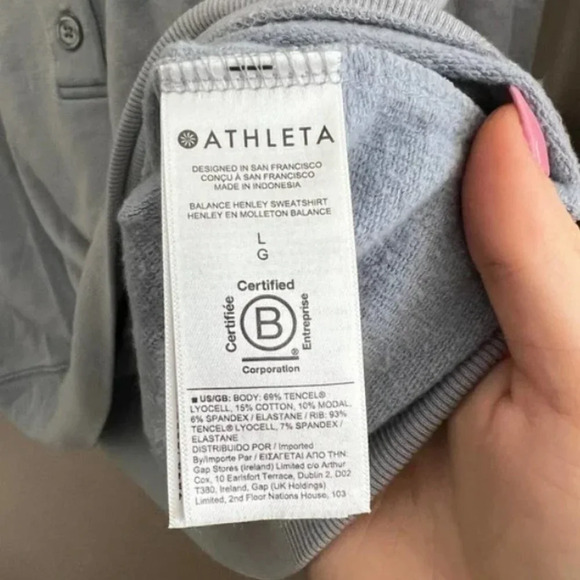 ATHLETA
DESIGNED IN SAN FRANCISCO
CONÇU À SAN FRANCISCO
MADE IN INDONESIA
BALANCE HENLEY SWEATSHIRT
HENLEY EN MOLLETON BALANCE
L
G
Certified
Certifiée
B
®
Entreprise
Corporation
■ US/GB: BODY: 69% TENCEL®
LYOCELL, 15% COTTON, 10% MODAL,
6% SPANDEX / ELASTANE / RIB: 93%
TENCEL® LYOCELL, 7% SPANDEX /
ELASTANE
DISTRIBUIDO POR / Imported
By/Importe Par / ΕΙΣΑΓΕΤΑΙ ΑΠΌ ΤΗΝ:
Gap Stores (Ireland) Limited c/o Arthur
Cox, 10 Earlsfort Terrace, Dublin 2, D02
T380, Ireland, Gap (UK Holdings)
Limited, 2nd Floor Nations House, 103